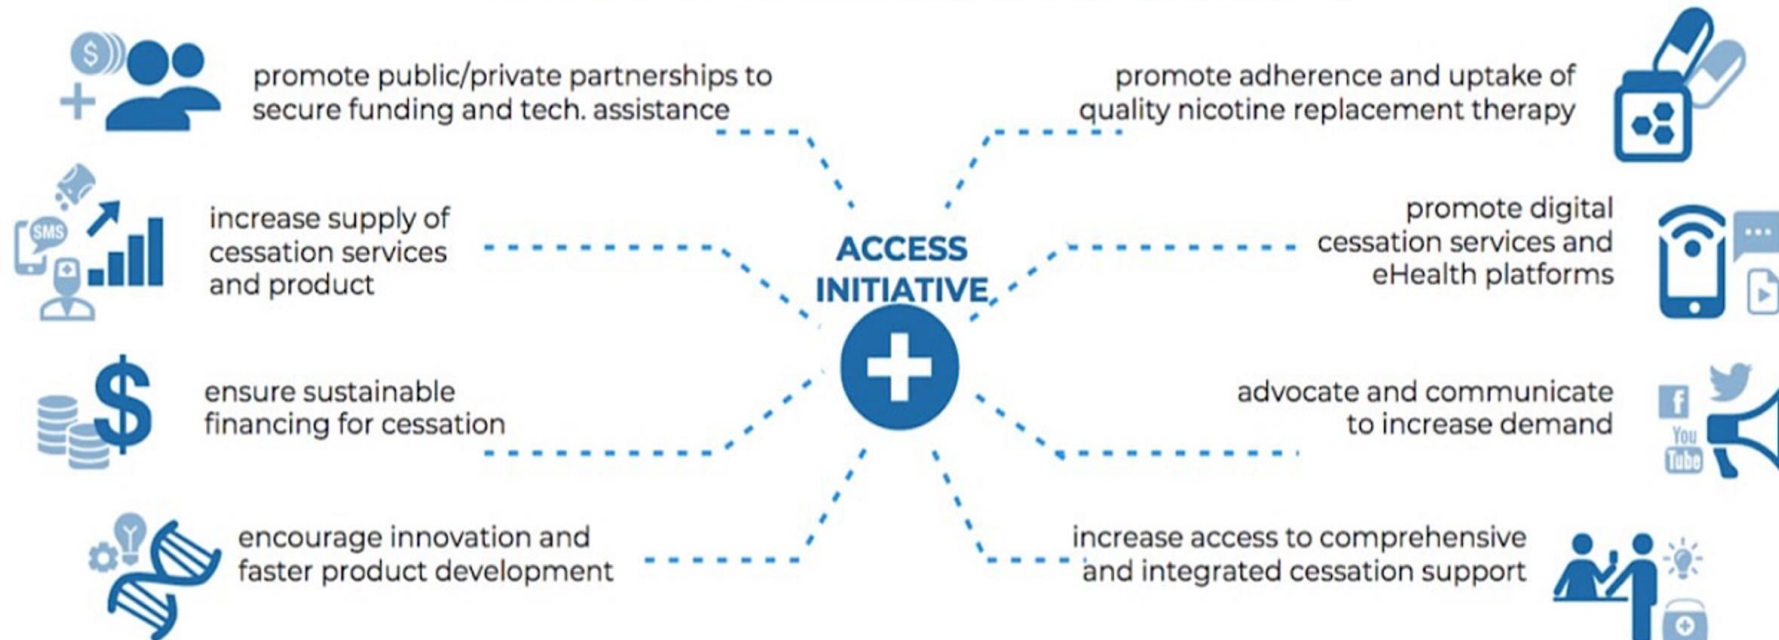 promote public/private partnerships to
secure funding and tech. assistance
increase supply of
cessation services
and product
ensure sustainable
financing for cessation
encourage innovation and
faster product development
ACCESS
INITIATIVE
promote adherence and uptake of
quality nicotine replacement therapy
promote digital
cessation services and
eHealth platforms
advocate and communicate
to increase demand
increase access to comprehensive
and integrated cessation support
$
SMS
$
f
You
Tube